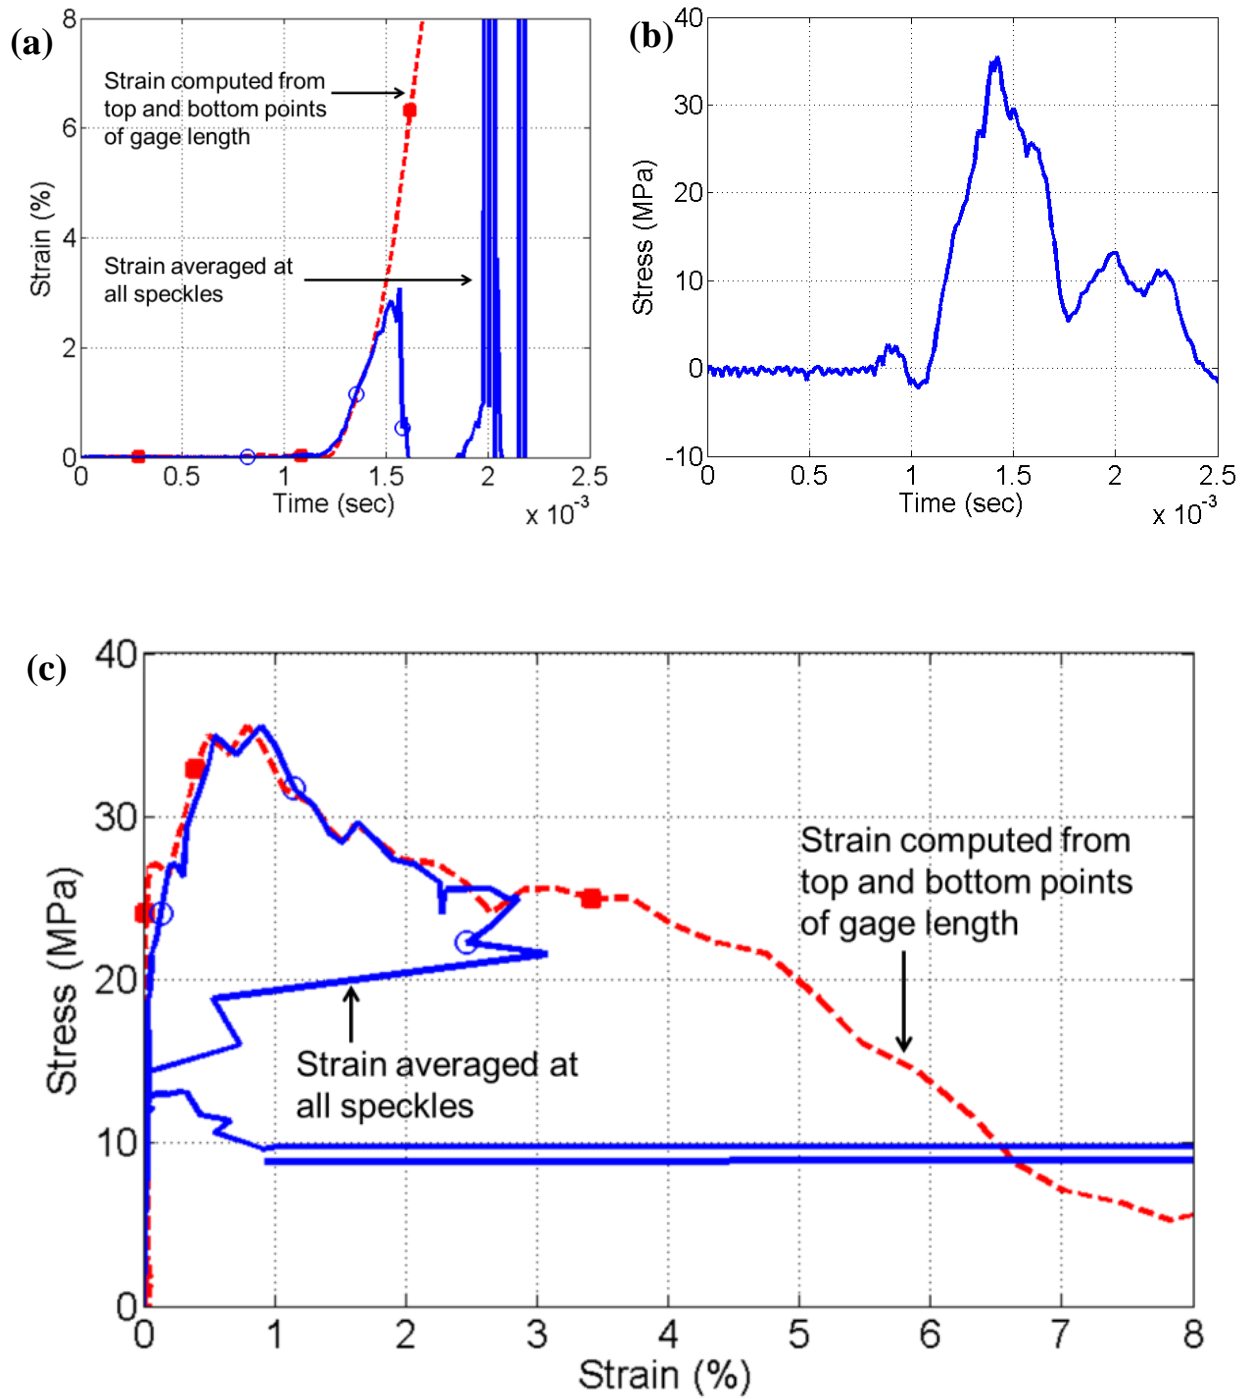 (a)
8
6
4
2
0
Strain (%)
Strain computed from
top and bottom points
of gage length
Strain averaged at
all speckles
0 0.5 1 1.5 2 2.5
Time (sec)
x 10-3
(b)
40
30
20
10
0
-10
Stress (MPa)
0 0.5 1 1.5 2 2.5
Time (sec)
x 10-3
(c)
40
30
20
10
0
Stress (MPa)
Strain computed from
top and bottom points
of gage length
Strain averaged at
all speckles
0 1 2 3 4 5 6 7 8
Strain (%)